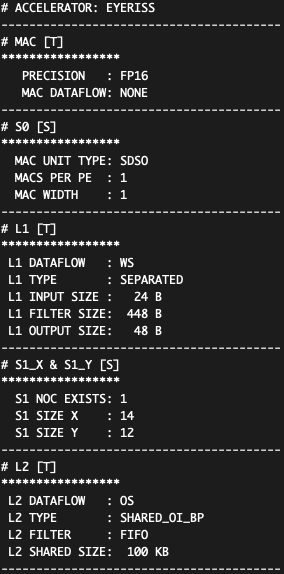 # ACCELERATOR: EYERISS
----------------------------------------
# MAC [T]
*****************
PRECISION : FP16
MAC DATAFLOW: NONE
----------------------------------------
# S0 [S]
*****************
MAC UNIT TYPE: SDSO
MACS PER PE : 1
MAC WIDTH : 1
----------------------------------------
# L1 [T]
*****************
L1 DATAFLOW : WS
L1 TYPE : SEPARATED
L1 INPUT SIZE : 24 B
L1 FILTER SIZE: 448 B
L1 OUTPUT SIZE: 48 B
----------------------------------------
# S1_X & S1_Y [S]
*****************
S1 NOC EXISTS: 1
S1 SIZE X : 14
S1 SIZE Y : 12
----------------------------------------
# L2 [T]
*****************
L2 DATAFLOW : OS
L2 TYPE : SHARED_OI_BP
L2 FILTER : FIFO
L2 SHARED SIZE: 100 KB
----------------------------------------